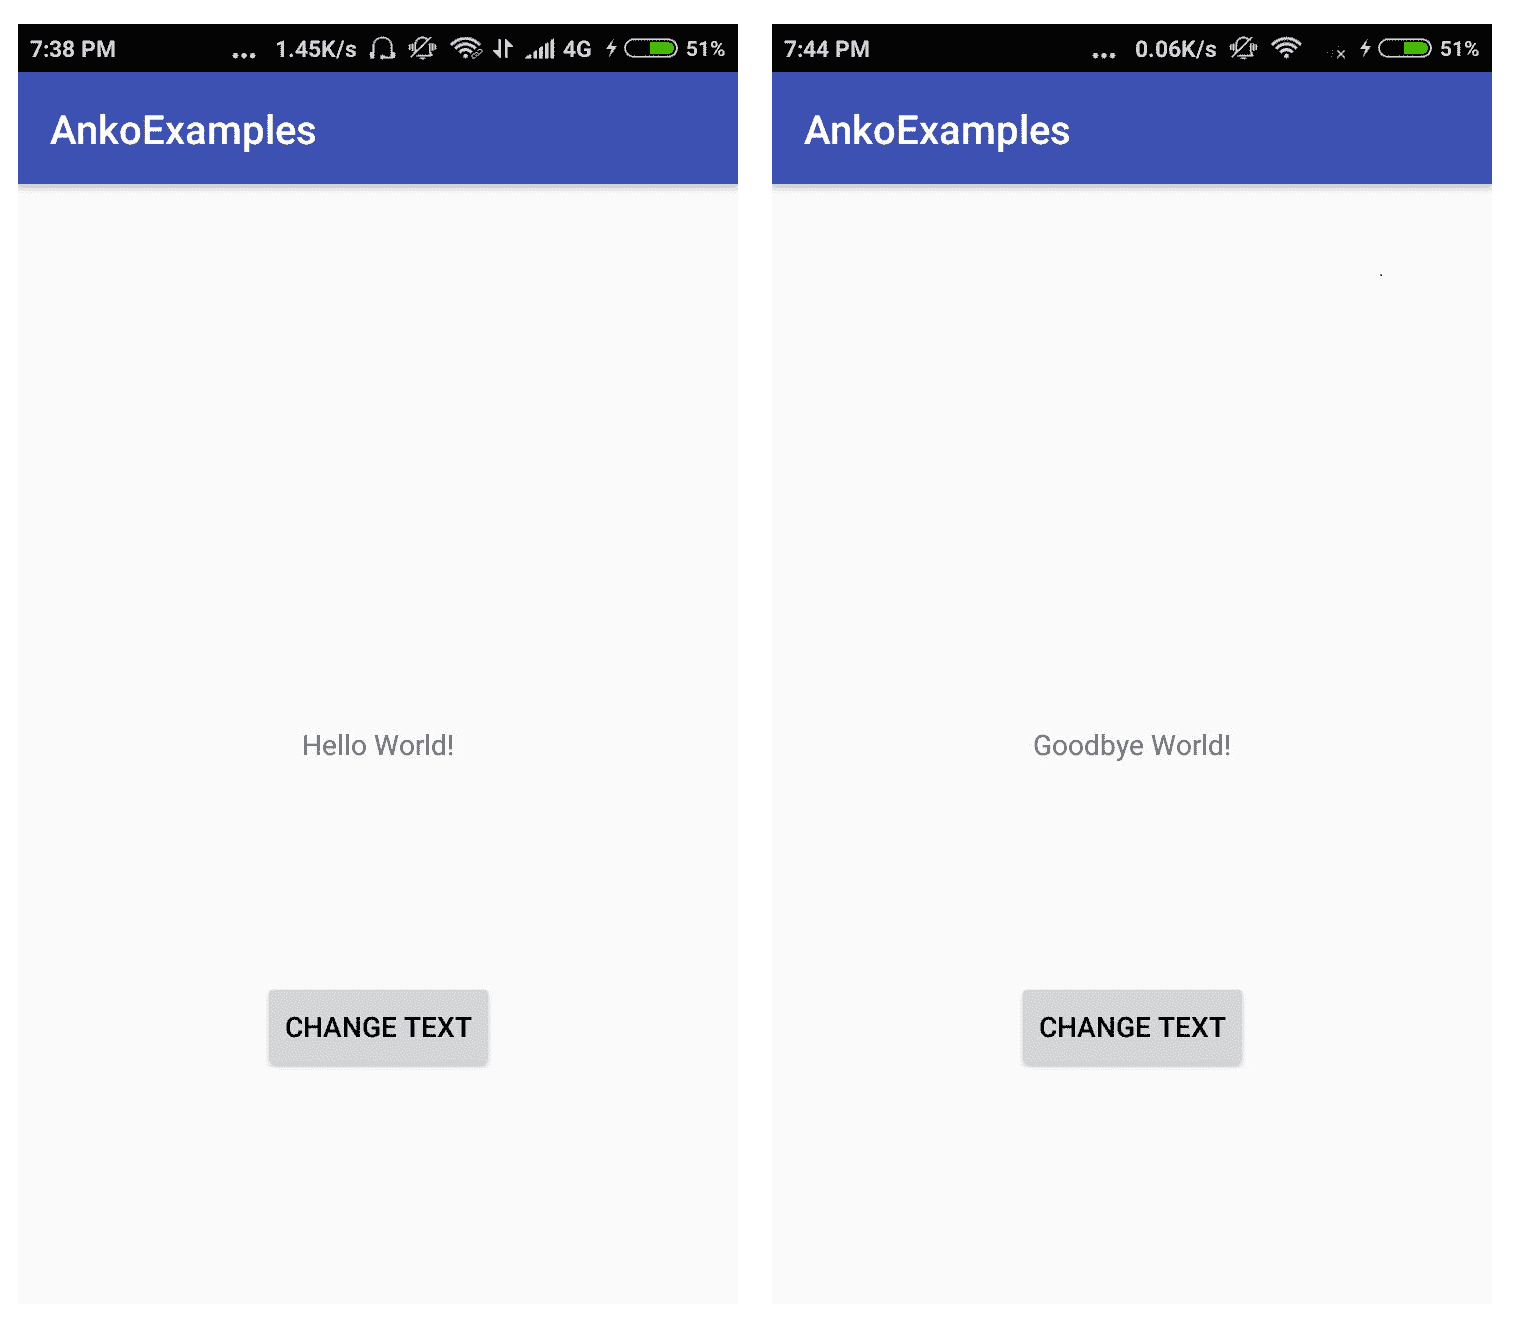 7:38 PM ... 1.45K/s 4G 51%
AnkoExamples
Hello World!
CHANGE TEXT
7:44 PM ... 0.06K/s 51%
AnkoExamples
Goodbye World!
CHANGE TEXT